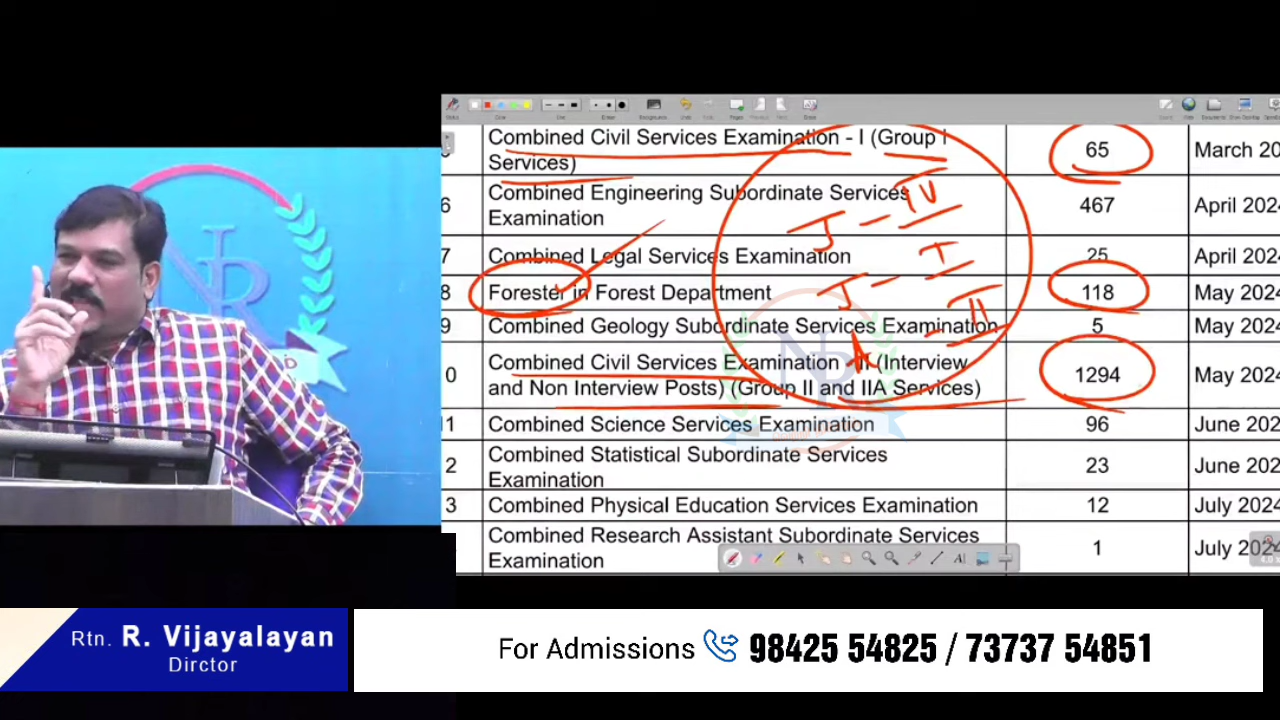 Combined Civil Services Examination - I (Group I
Services)
65
March 20
6
Combined Engineering Subordinate Services
Examination
467
April 2024
7
Combined Legal Services Examination
25
April 2024
8
Forester in Forest Department
118
May 2024
9
Combined Geology Subordinate Services Examination
5
May 2024
0
Combined Civil Services Examination - II (Interview
and Non Interview Posts) (Group II and IIA Services)
1294
May 2024
11
Combined Science Services Examination
96
June 202
2
Combined Statistical Subordinate Services
Examination
23
June 202
3
Combined Physical Education Services Examination
12
July 2024
Combined Research Assistant Subordinate Services
Examination
1
July 2024
J - IV
J - I
- II
Rtn. R. Vijayalayan
Dirctor
For Admissions 98425 54825 / 73737 54851